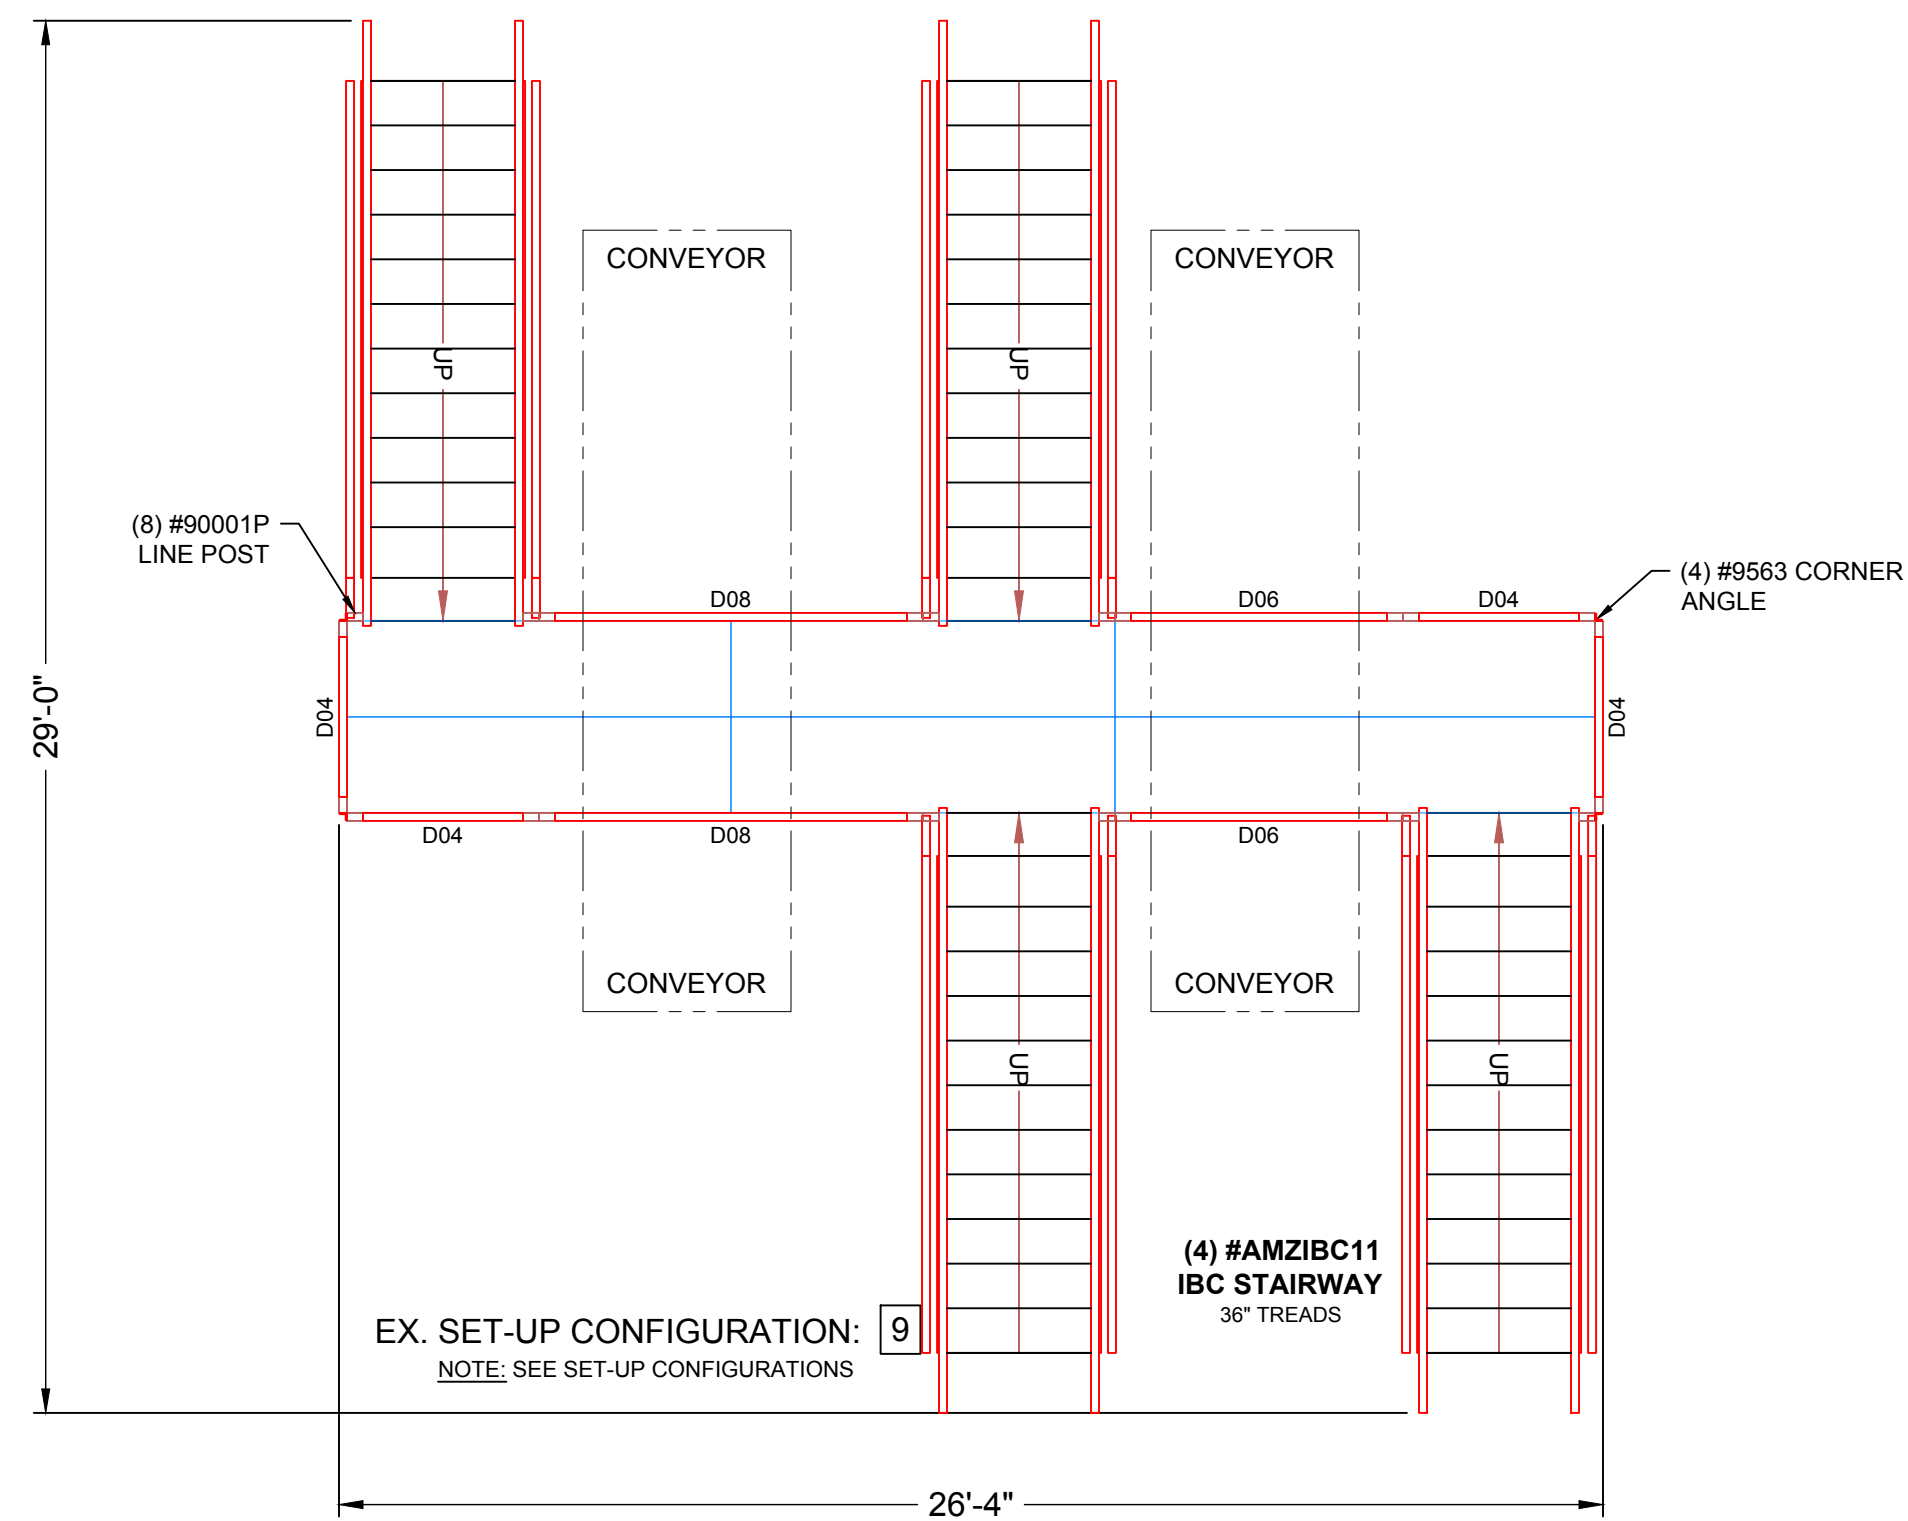 CONVEYOR
CONVEYOR
UP
UP
(8) #90001P
LINE POST
(4) #9563 CORNER
ANGLE
D08
D06
D04
29'-0"
D04
D04
D04
D08
D06
CONVEYOR
CONVEYOR
UP
UP
(4) #AMZIBC11
IBC STAIRWAY
36" TREADS
EX. SET-UP CONFIGURATION: 9
NOTE: SEE SET-UP CONFIGURATIONS
26'-4"